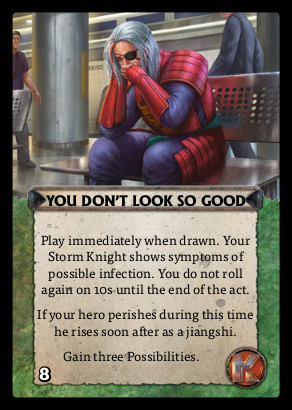 YOU DON'T LOOK SO GOOD
Play immediately when drawn. Your
Storm Knight shows symptoms of
possible infection. You do not roll
again on 10s until the end of the act.
If your hero perishes during this time
he rises soon after as a jiangshi.
Gain three Possibilities.
8
K